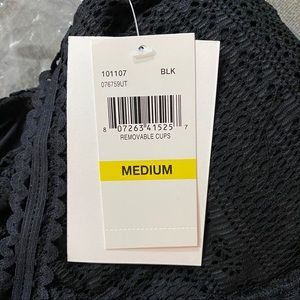 101107 BLK
076759UT
8 07263 41525 7
REMOVABLE CUPS
MEDIUM